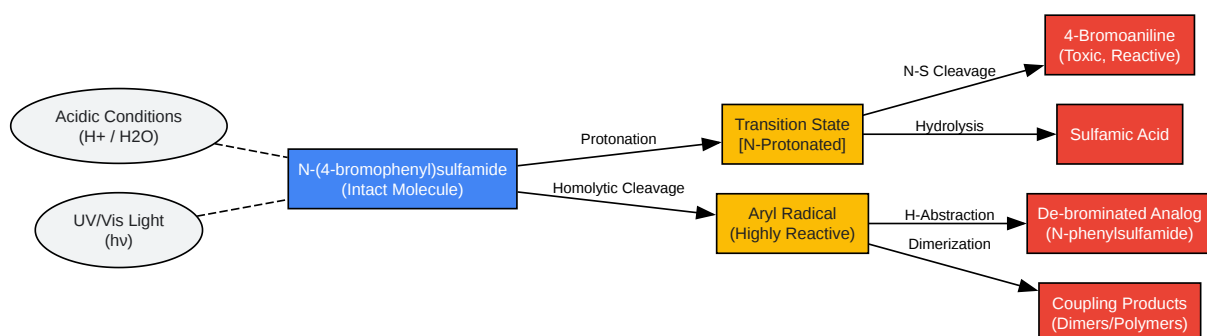 Acidic Conditions
(H+ / H2O)
UV/Vis Light
(hν)
N-(4-bromophenyl)sulfamide
(Intact Molecule)
Protonation
Homolytic Cleavage
Transition State
[N-Protonated]
Aryl Radical
(Highly Reactive)
N-S Cleavage
Hydrolysis
H-Abstraction
Dimerization
4-Bromoaniline
(Toxic, Reactive)
Sulfamic Acid
De-brominated Analog
(N-phenylsulfamide)
Coupling Products
(Dimers/Polymers)